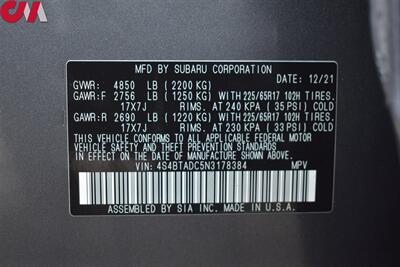 CM
MFD BY SUBARU CORPORATION DATE: 12/21
GVWR: 4850 LB (2200 KG)
GAWR:F 2756 LB (1250 KG) WITH 225/65R17 102H TIRES.
17X7J RIMS.AT 240 KPA ( 35 PSI) COLD
GAWR:R 2690 LB (1220 KG) WITH 225/65R17 102H TIRES.
17X7J RIMS.AT 230 KPA ( 33 PSI) COLD
THIS VEHICLE CONFORMS TO ALL APPLICABLE FEDERAL MOTOR
VEHICLE SAFETY STANDARDS IN EFFECT ON THE DATE OF
MANUFACTURE SHOWN ABOVE.
VIN: 4S4BTADC5N3178384 MPV
ASSEMBLED BY SIA INC. MADE IN U.S.A.